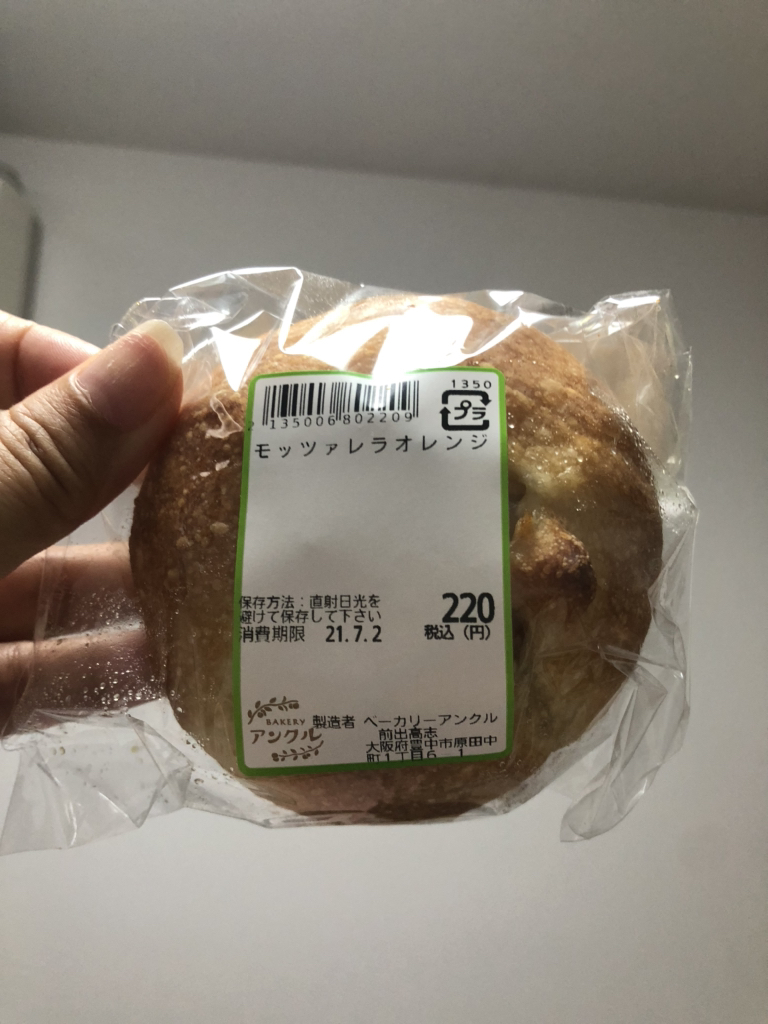 1350
プラ
2135006802209
モッツァレラオレンジ
保存方法：直射日光を
避けて保存して下さい
消費期限 21.7.2
220
税込（円）
BAKERY
アンクル
製造者 ベーカリーアンクル
前出高志
大阪府豊中市原田中
町1丁目6